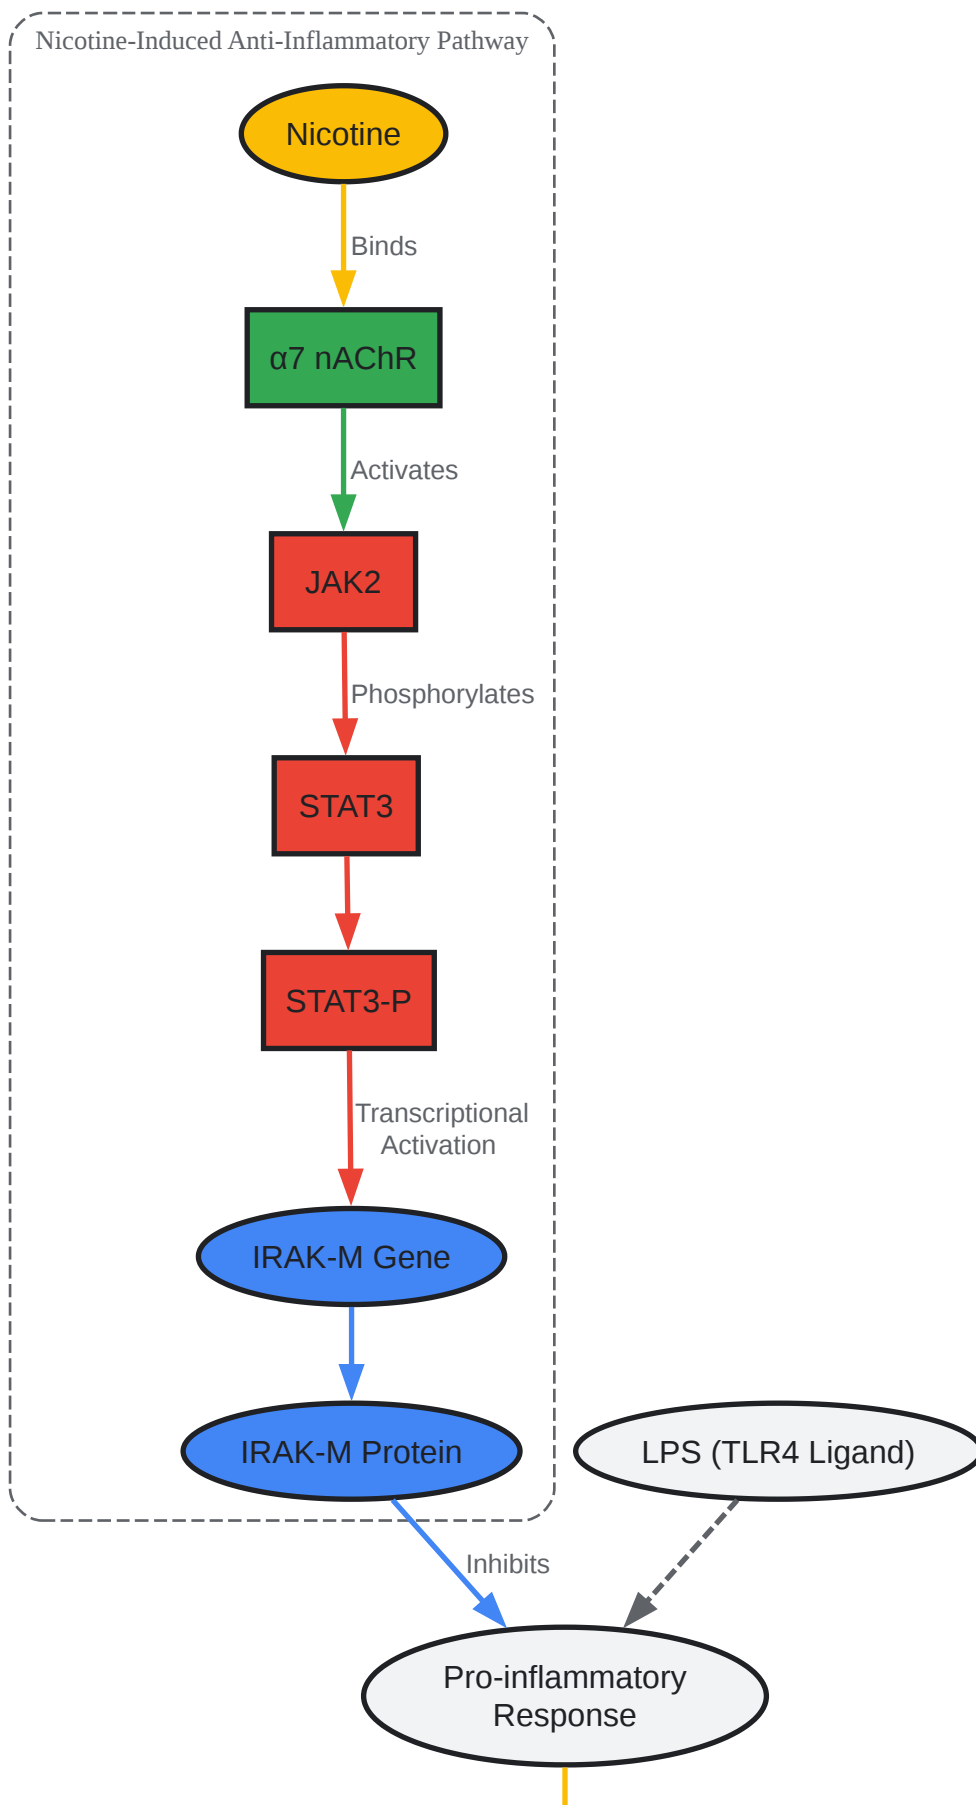 Nicotine-Induced Anti-Inflammatory Pathway
Nicotine
Binds
α7 nAChR
Activates
JAK2
Phosphorylates
STAT3
STAT3-P
Transcriptional
Activation
IRAK-M Gene
IRAK-M Protein
LPS (TLR4 Ligand)
Inhibits
Pro-inflammatory
Response